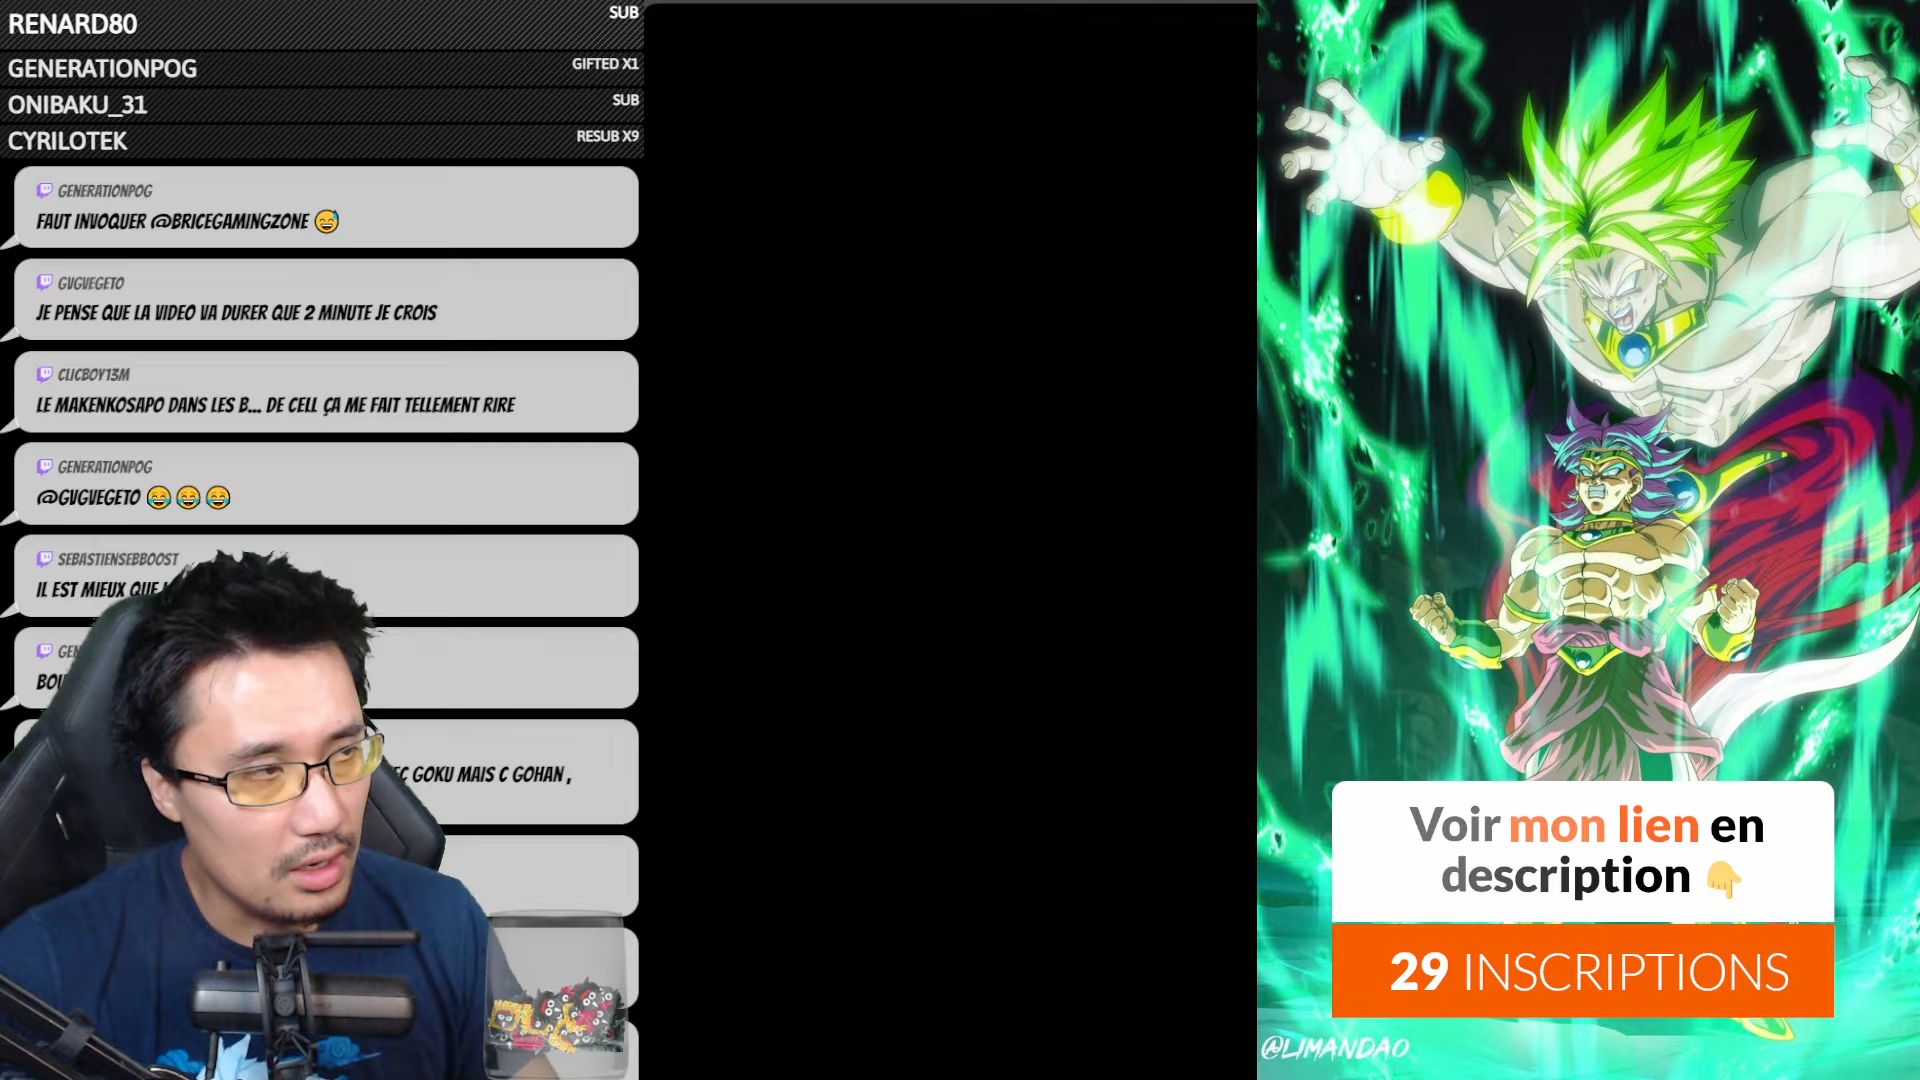 RENARD80
SUB
GENERATIONPOG
GIFTED X1
ONIBAKU_31
SUB
CYRILOTEK
RESUB X9
GENERATIONPOG
FAUT INVOQUER @BRICEGAMINGZONE 😅
GVGVEGETO
JE PENSE QUE LA VIDEO VA DURER QUE 2 MINUTE JE CROIS
CLICBOY13M
LE MAKENKOSAPO DANS LES B... DE CELL ÇA ME FAIT TELLEMENT RIRE
GENERATIONPOG
@GVGVEGETO 😂 😂 😂
SEBASTIENSEBBOOST
IL EST MIEUX QUE
GOKU MAIS C GOHAN ,
Voir mon lien en
description 👇
29 INSCRIPTIONS
@LIMANDAO